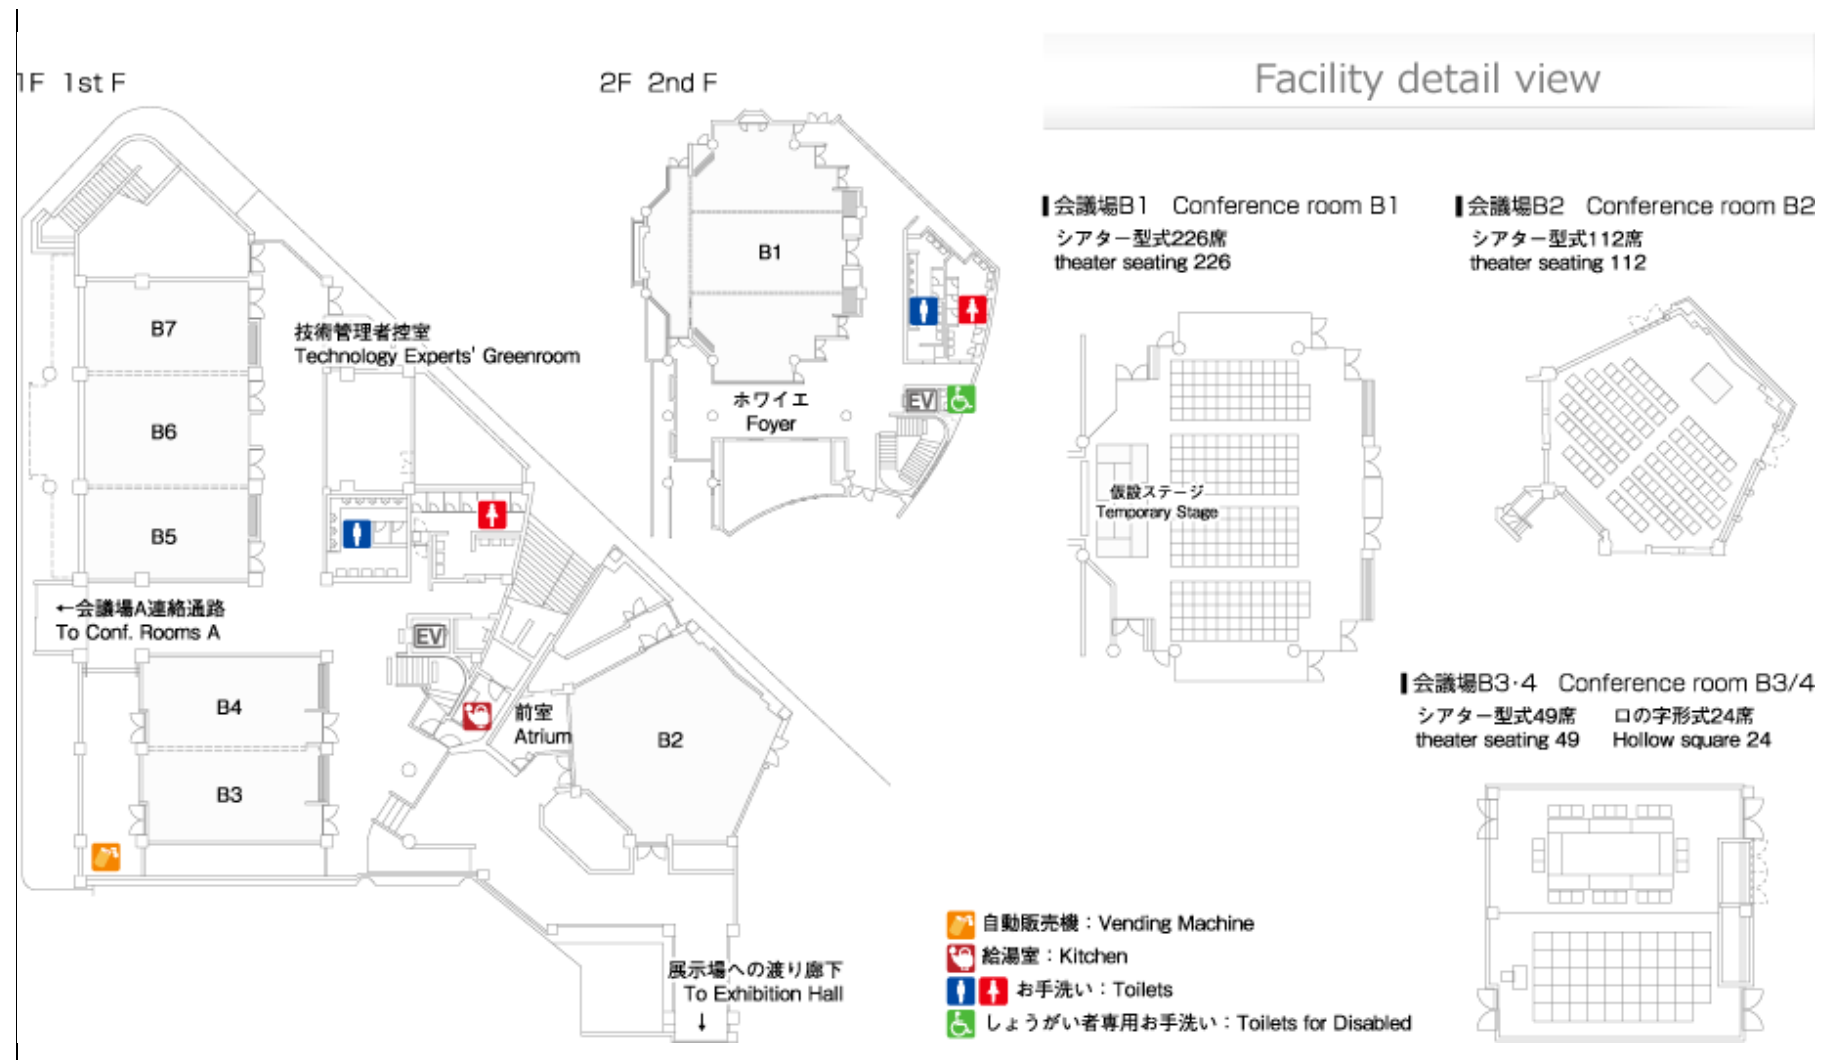 1F 1st F
2F 2nd F
Facility detail view
会議場B1 Conference room B1
シアター型式226席
theater seating 226
会議場B2 Conference room B2
シアター型式112席
theater seating 112
B1
B7
技術管理者控室
Technology Experts' Greenroom
ホワイエ
Foyer
EV
B6
仮設ステージ
Temporary Stage
B5
←会議場A連絡通路
To Conf. Rooms A
EV
B4
前室
Atrium
B2
B3
会議場B3・4 Conference room B3/4
シアター型式49席 ロの字形式24席
theater seating 49 Hollow square 24
自動販売機：Vending Machine
給湯室：Kitchen
お手洗い：Toilets
しょうがい者専用お手洗い：Toilets for Disabled
展示場への渡り廊下
To Exhibition Hall
↓